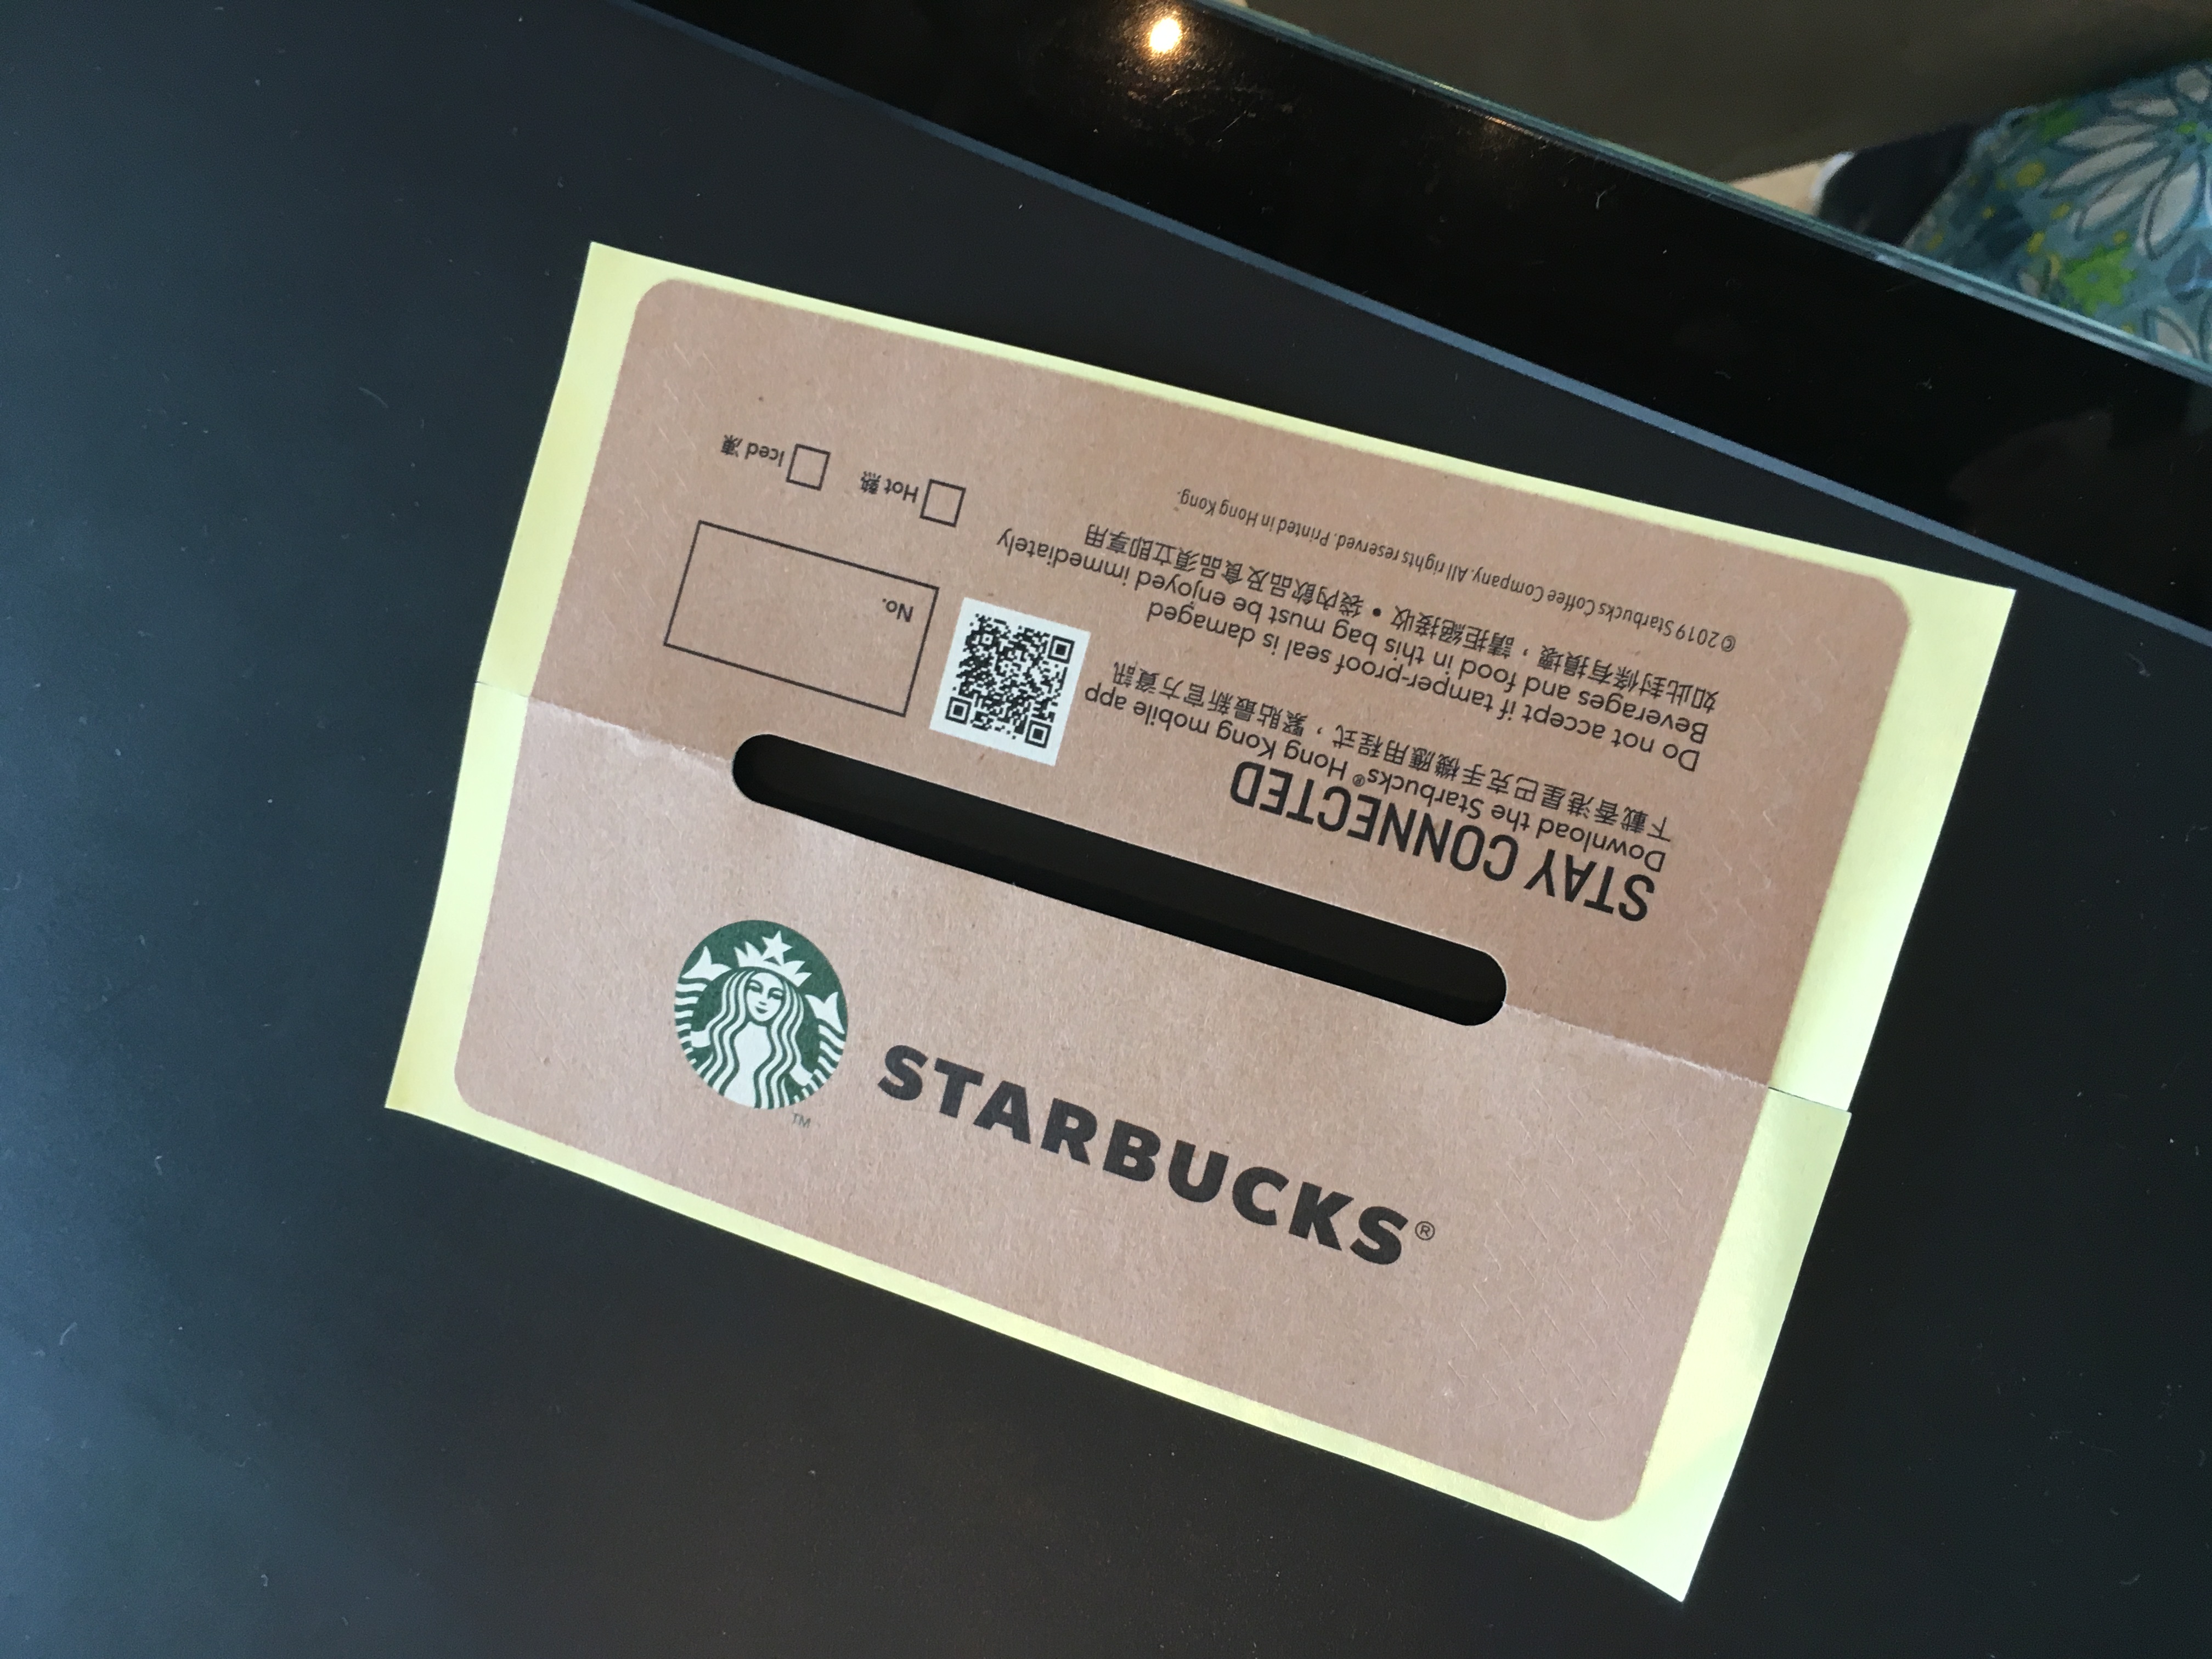 TM
STARBUCKS®
STAY CONNECTED
Download the Starbucks® Hong Kong mobile app
下載香港星巴克手機應用程式，緊貼最新官方資訊
Do not accept if tamper-proof seal is damaged
Beverages and food in this bag must be enjoyed immediately
如此封條有損壞，請拒絕接收 • 袋內飲品及食品須立即享用
©2019 Starbucks Coffee Company. All rights reserved. Printed in Hong Kong.
No.
Hot 熱
Iced 凍